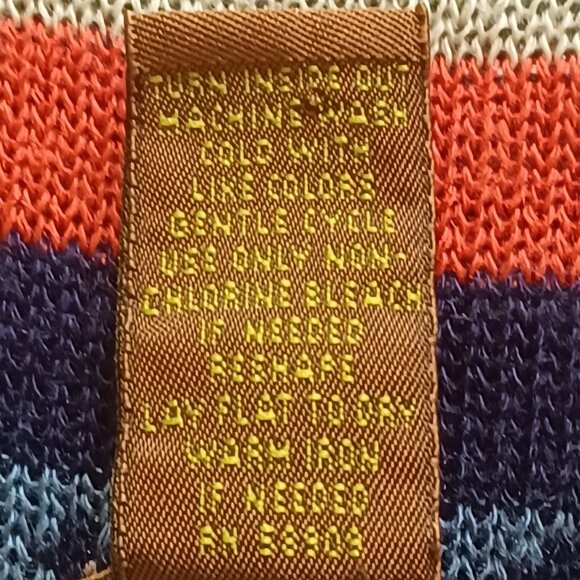 TURN INSIDE OUT
MACHINE WASH
COLD WITH
LIKE COLORS
GENTLE CYCLE
USE ONLY NON-
CHLORINE BLEACH
IF NEEDED
RESHAPE
LAY FLAT TO DRY
WARM IRON
IF NEEDED
RN